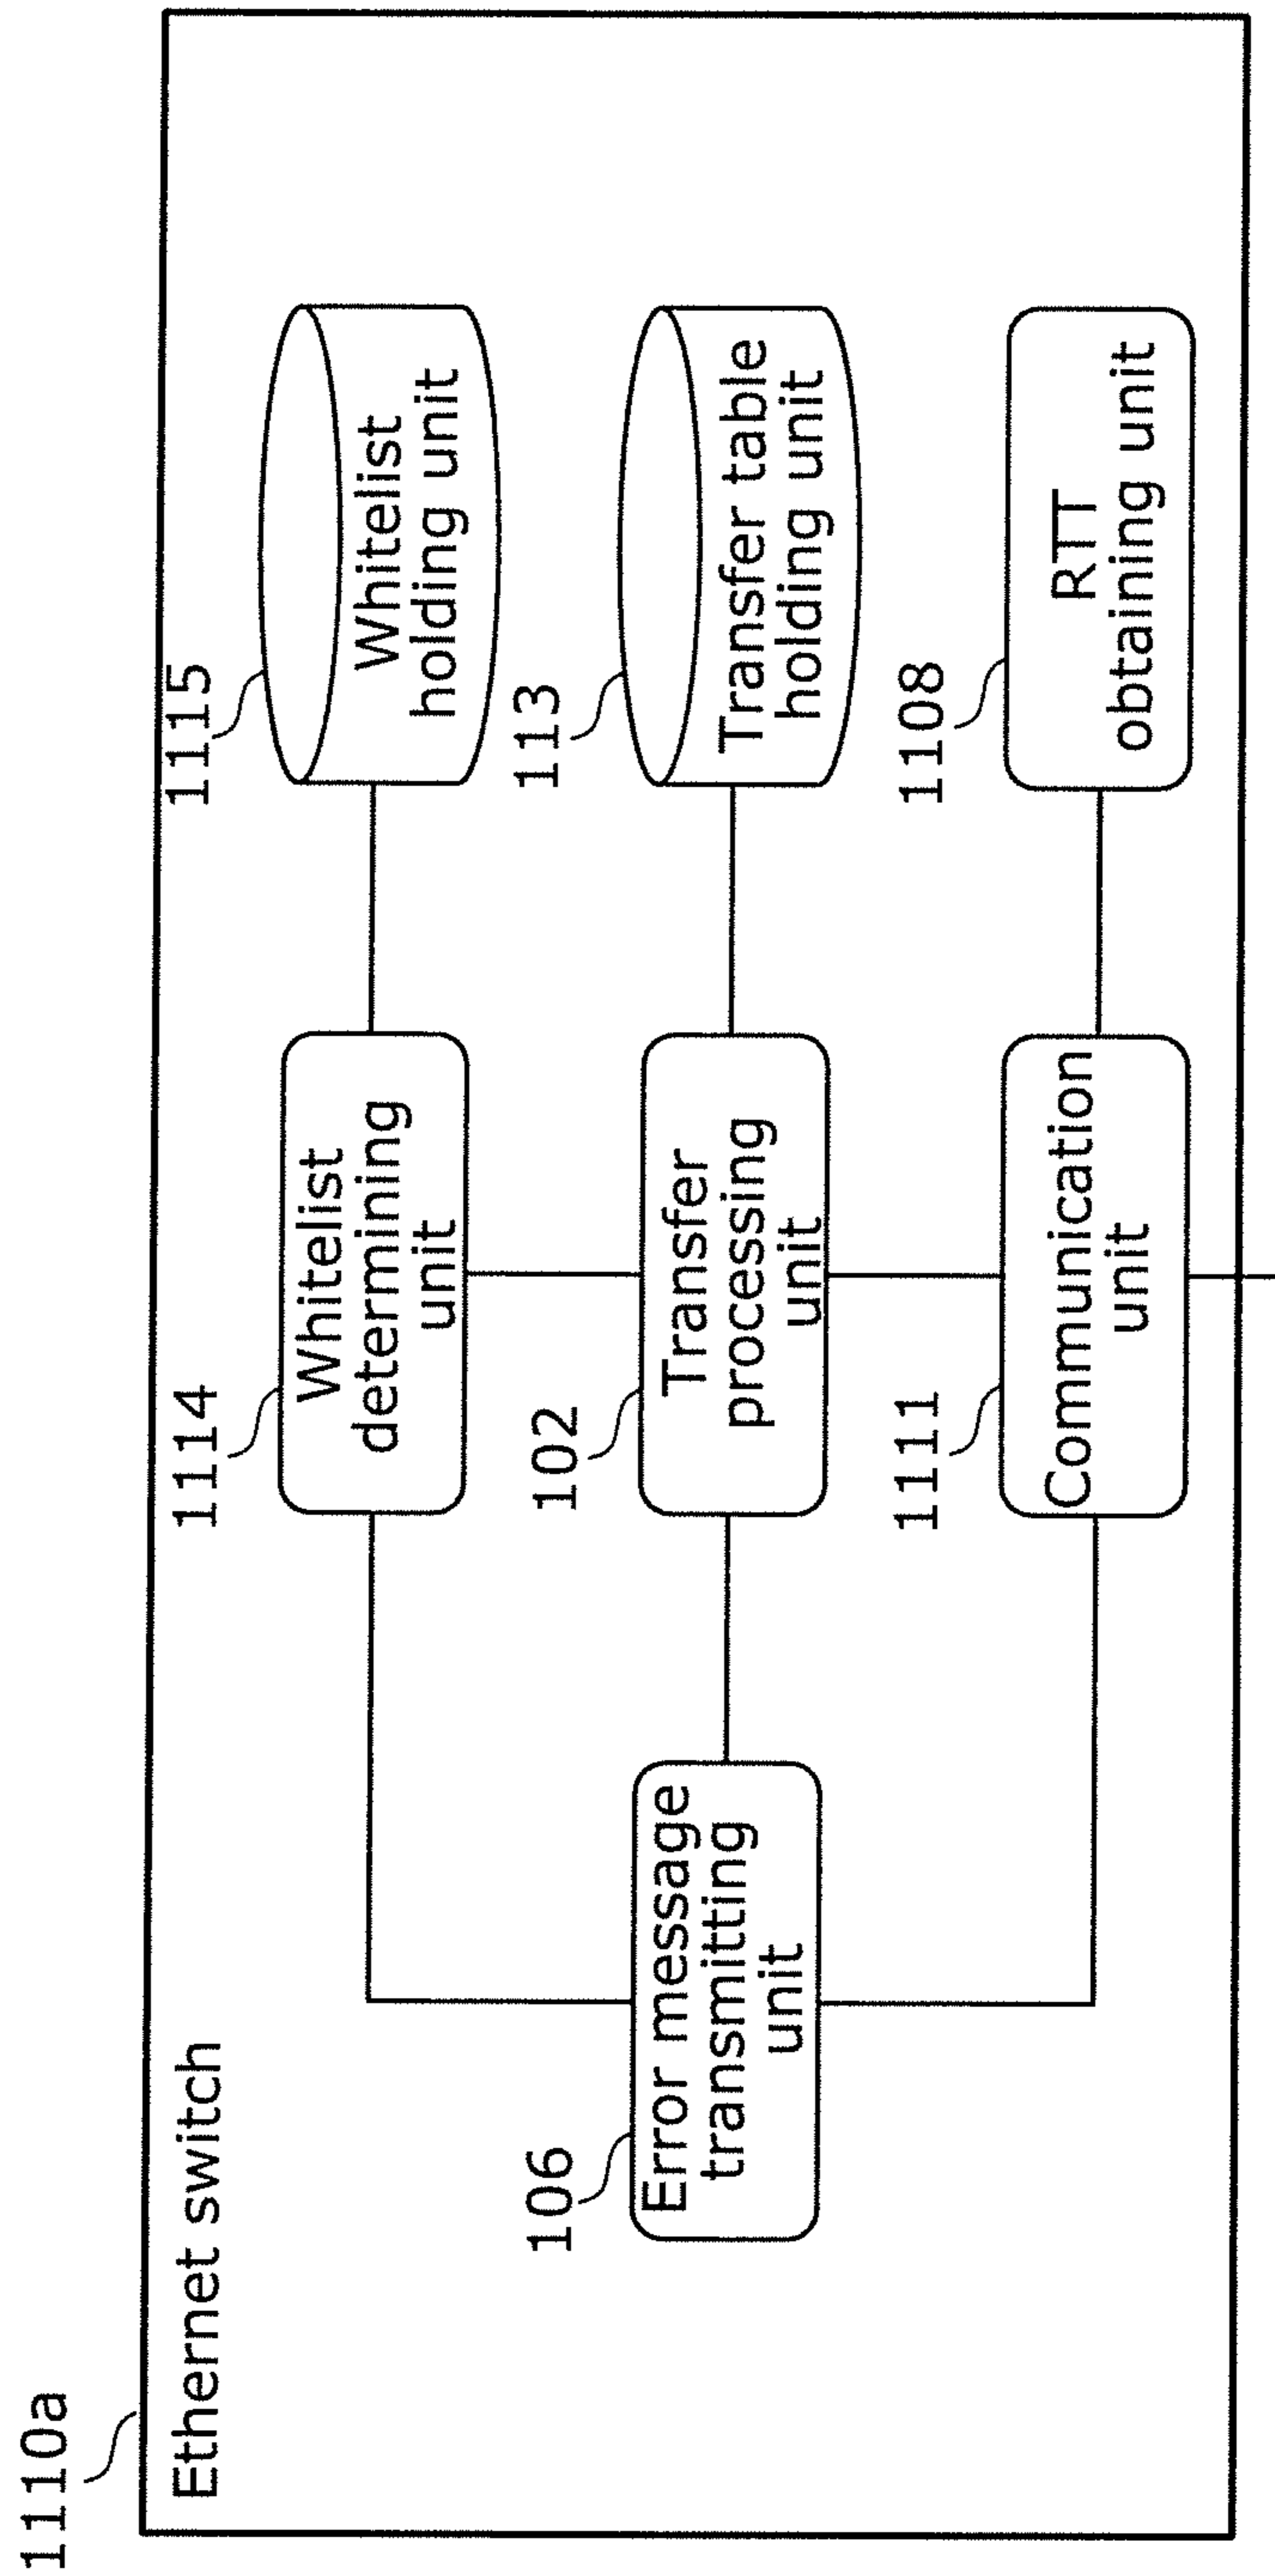 1110a
Ethernet switch
1114
Whitelist
determining
unit
1115
Whitelist
holding unit
106
Error message
transmitting
unit
102
Transfer
processing
unit
113
Transfer table
holding unit
1111
Communication
unit
1108
RTT
obtaining unit